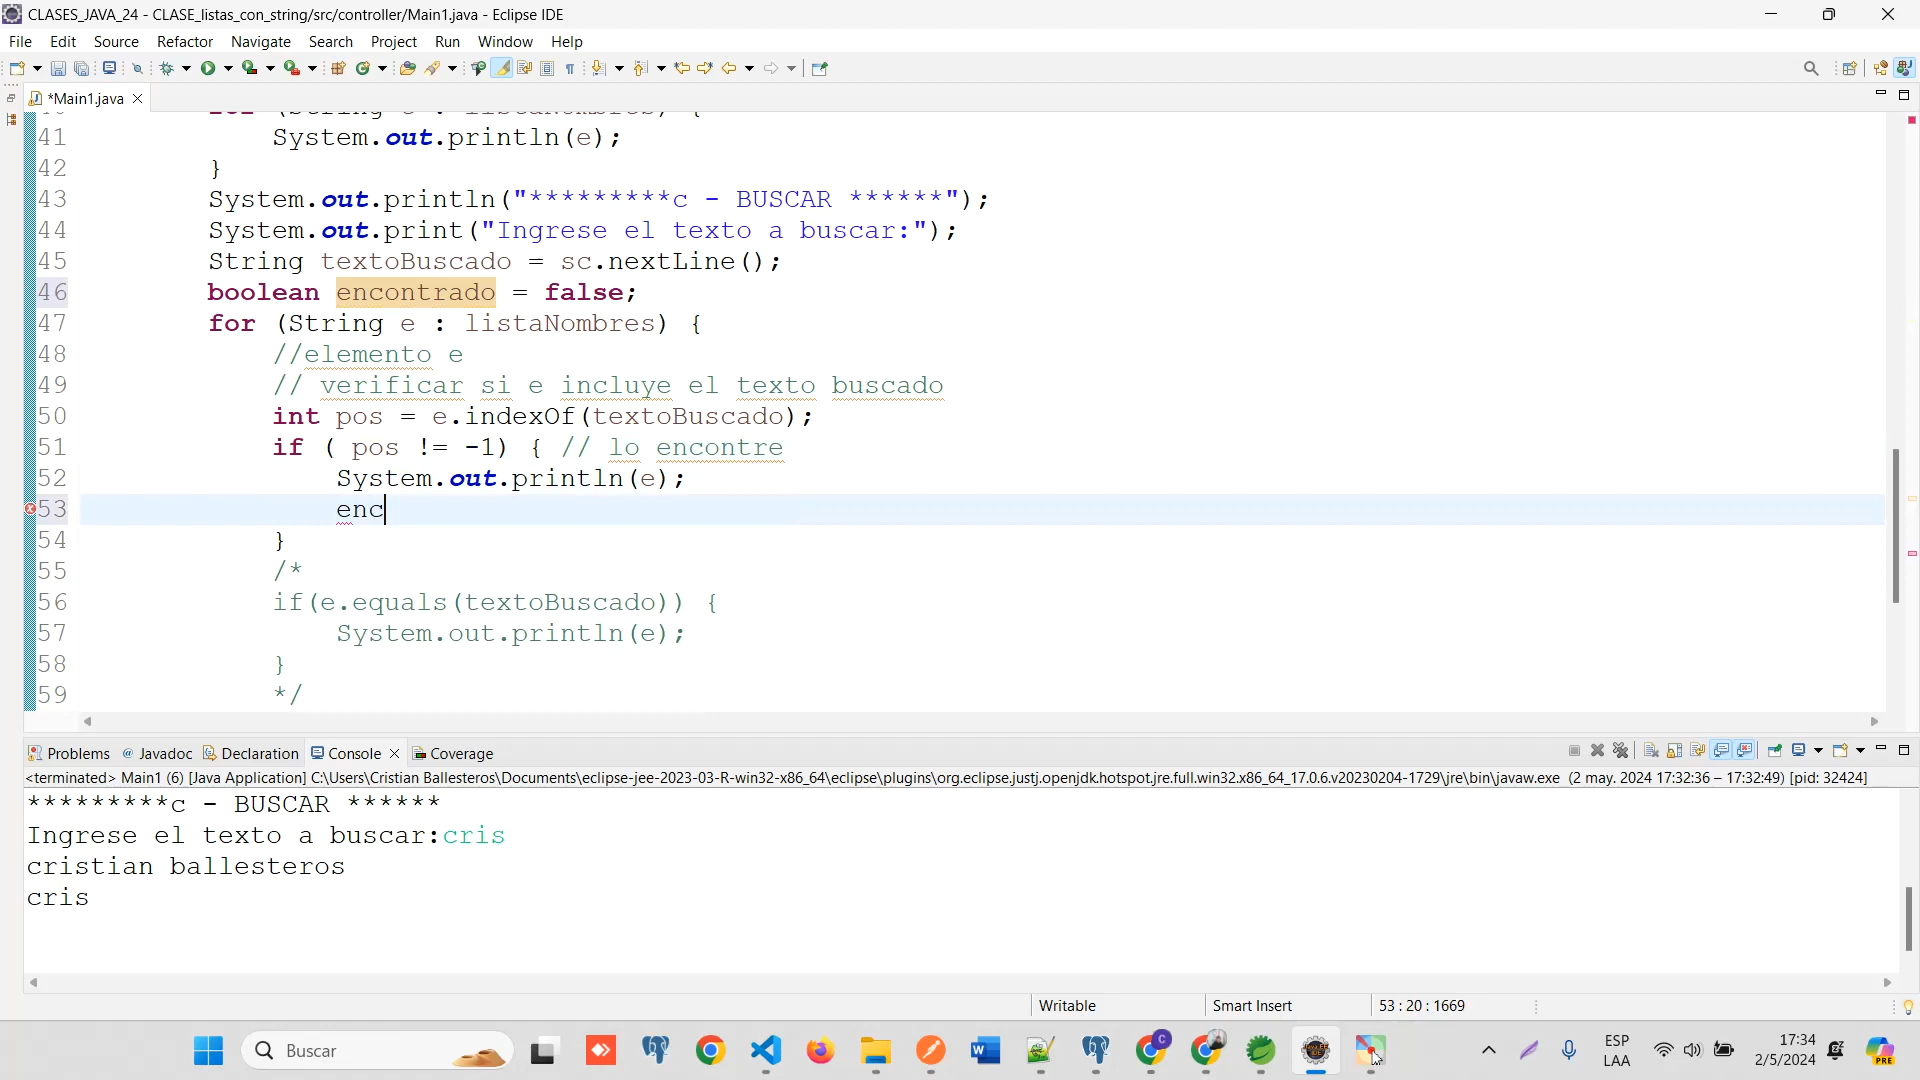 CLASES_JAVA_24 - CLASE_listas_con_string/src/controller/Main1.java - Eclipse IDE
File Edit Source Refactor Navigate Search Project Run Window Help
*Main1.java
41 System.out.println(e);
42 }
43 System.out.println("*********c - BUSCAR ******");
44 System.out.print("Ingrese el texto a buscar:");
45 String textoBuscado = sc.nextLine();
46 boolean encontrado = false;
47 for (String e : listaNombres) {
48 //elemento e
49 // verificar si e incluye el texto buscado
50 int pos = e.indexOf(textoBuscado);
51 if ( pos != -1) { // lo encontre
52 System.out.println(e);
53 enc
54 }
55 /*
56 if(e.equals(textoBuscado)) {
57 System.out.println(e);
58 }
59 */
Problems Javadoc Declaration Console Coverage
<terminated> Main1 (6) [Java Application] C:\Users\Cristian Ballesteros\Documents\eclipse-jee-2023-03-R-win32-x86_64\eclipse\plugins\org.eclipse.justj.openjdk.hotspot.jre.full.win32.x86_64_17.0.6.v20230204-1729\jre\bin\javaw.exe (2 may. 2024 17:32:36 – 17:32:49) [pid: 32424]
*********c - BUSCAR ******
Ingrese el texto a buscar:cris
cristian ballesteros
cris
Writable Smart Insert 53 : 20 : 1669
Buscar
ESP
LAA
17:34
2/5/2024